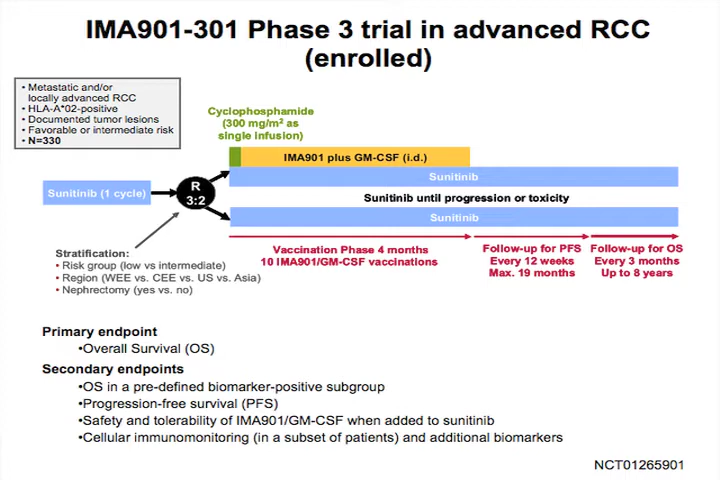 IMA901-301 Phase 3 trial in advanced RCC
(enrolled)
• Metastatic and/or
locally advanced RCC
• HLA-A*02-positive
• Documented tumor lesions
• Favorable or intermediate risk
• N=330
Cyclophosphamide
(300 mg/m² as
single infusion)
IMA901 plus GM-CSF (i.d.)
Sunitinib
Sunitinib (1 cycle)
R
3:2
Sunitinib until progression or toxicity
Sunitinib
Stratification:
• Risk group (low vs intermediate)
• Region (WEE vs. CEE vs. US vs. Asia)
• Nephrectomy (yes vs. no)
Vaccination Phase 4 months
10 IMA901/GM-CSF vaccinations
Follow-up for PFS
Every 12 weeks
Max. 19 months
Follow-up for OS
Every 3 months
Up to 8 years
Primary endpoint
•Overall Survival (OS)
Secondary endpoints
•OS in a pre-defined biomarker-positive subgroup
•Progression-free survival (PFS)
•Safety and tolerability of IMA901/GM-CSF when added to sunitinib
•Cellular immunomonitoring (in a subset of patients) and additional biomarkers
NCT01265901